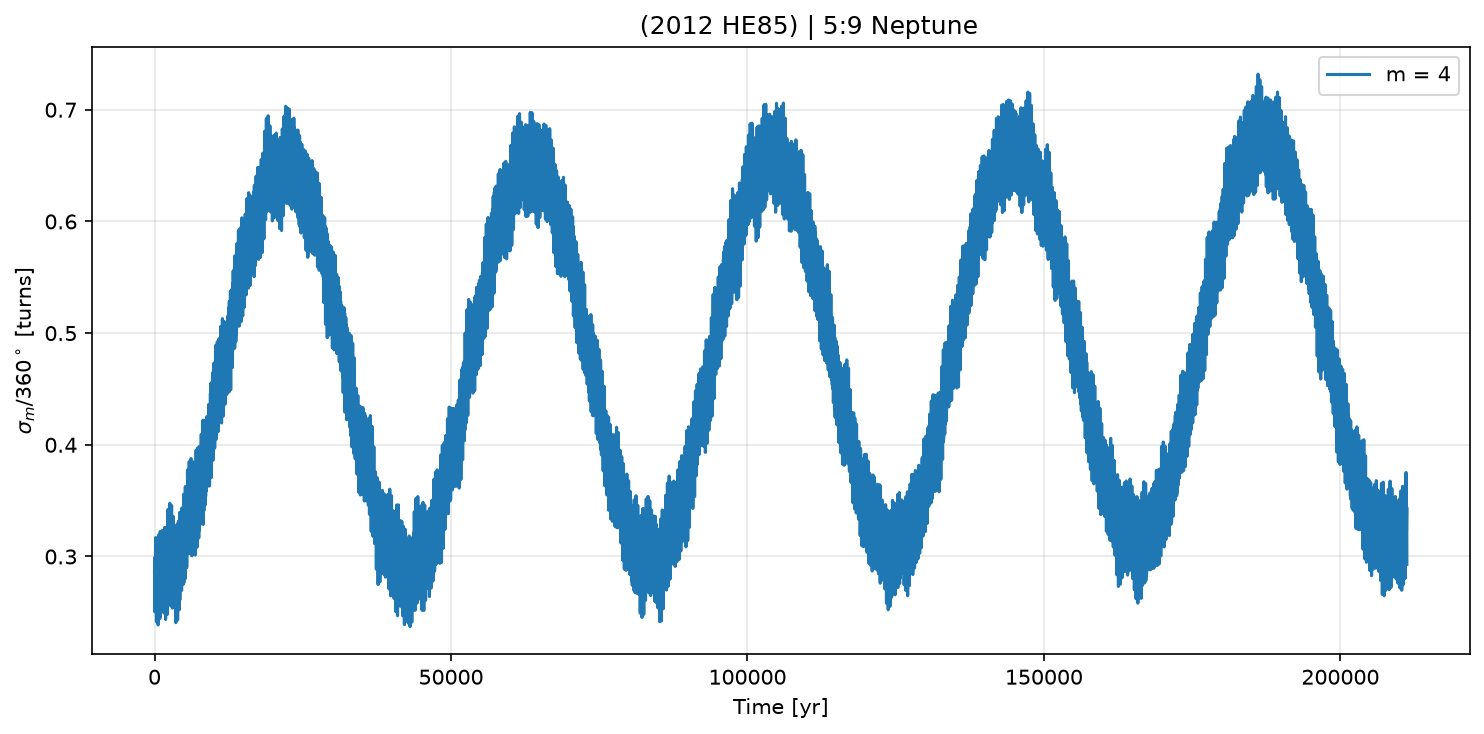 (2012 HE85) | 5:9 Neptune
m = 4
0.7
0.6
0.5
0.4
0.3
σm/360° [turns]
0 50000 100000 150000 200000
Time [yr]